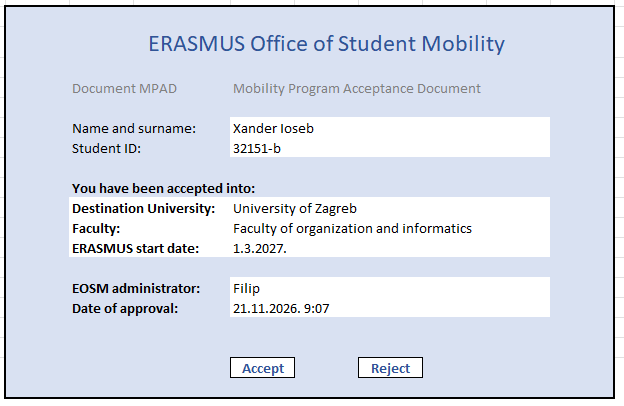 ERASMUS Office of Student Mobility
Document MPAD Mobility Program Acceptance Document
Name and surname: Xander Ioseb
Student ID: 32151-b
You have been accepted into:
Destination University: University of Zagreb
Faculty: Faculty of organization and informatics
ERASMUS start date: 1.3.2027.
EOSM administrator: Filip
Date of approval: 21.11.2026. 9:07
Accept Reject